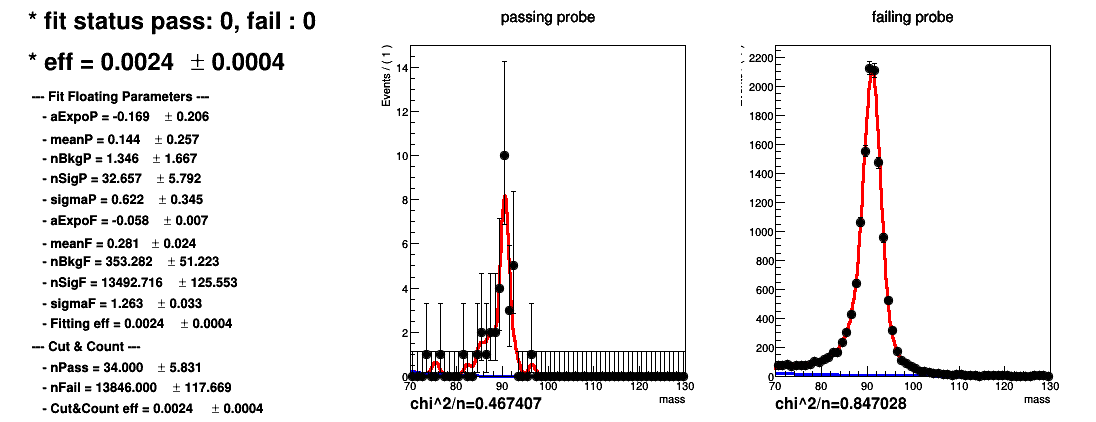 * fit status pass: 0, fail : 0
* eff = 0.0024 ± 0.0004
--- Fit Floating Parameters ---
- aExpoP = -0.169 ± 0.206
- meanP = 0.144 ± 0.257
- nBkgP = 1.346 ± 1.667
- nSigP = 32.657 ± 5.792
- sigmaP = 0.622 ± 0.345
- aExpoF = -0.058 ± 0.007
- meanF = 0.281 ± 0.024
- nBkgF = 353.282 ± 51.223
- nSigF = 13492.716 ± 125.553
- sigmaF = 1.263 ± 0.033
- Fitting eff = 0.0024 ± 0.0004
--- Cut & Count ---
- nPass = 34.000 ± 5.831
- nFail = 13846.000 ± 117.669
- Cut&Count eff = 0.0024 ± 0.0004
passing probe
Events / ( 1 )
14
12
10
8
6
4
2
0
70 80 90 100 110 120 130
mass
chi^2/n=0.467407
failing probe
2200
2000
1800
1600
1400
1200
1000
800
600
400
200
0
70 80 90 100 110 120 130
mass
chi^2/n=0.847028